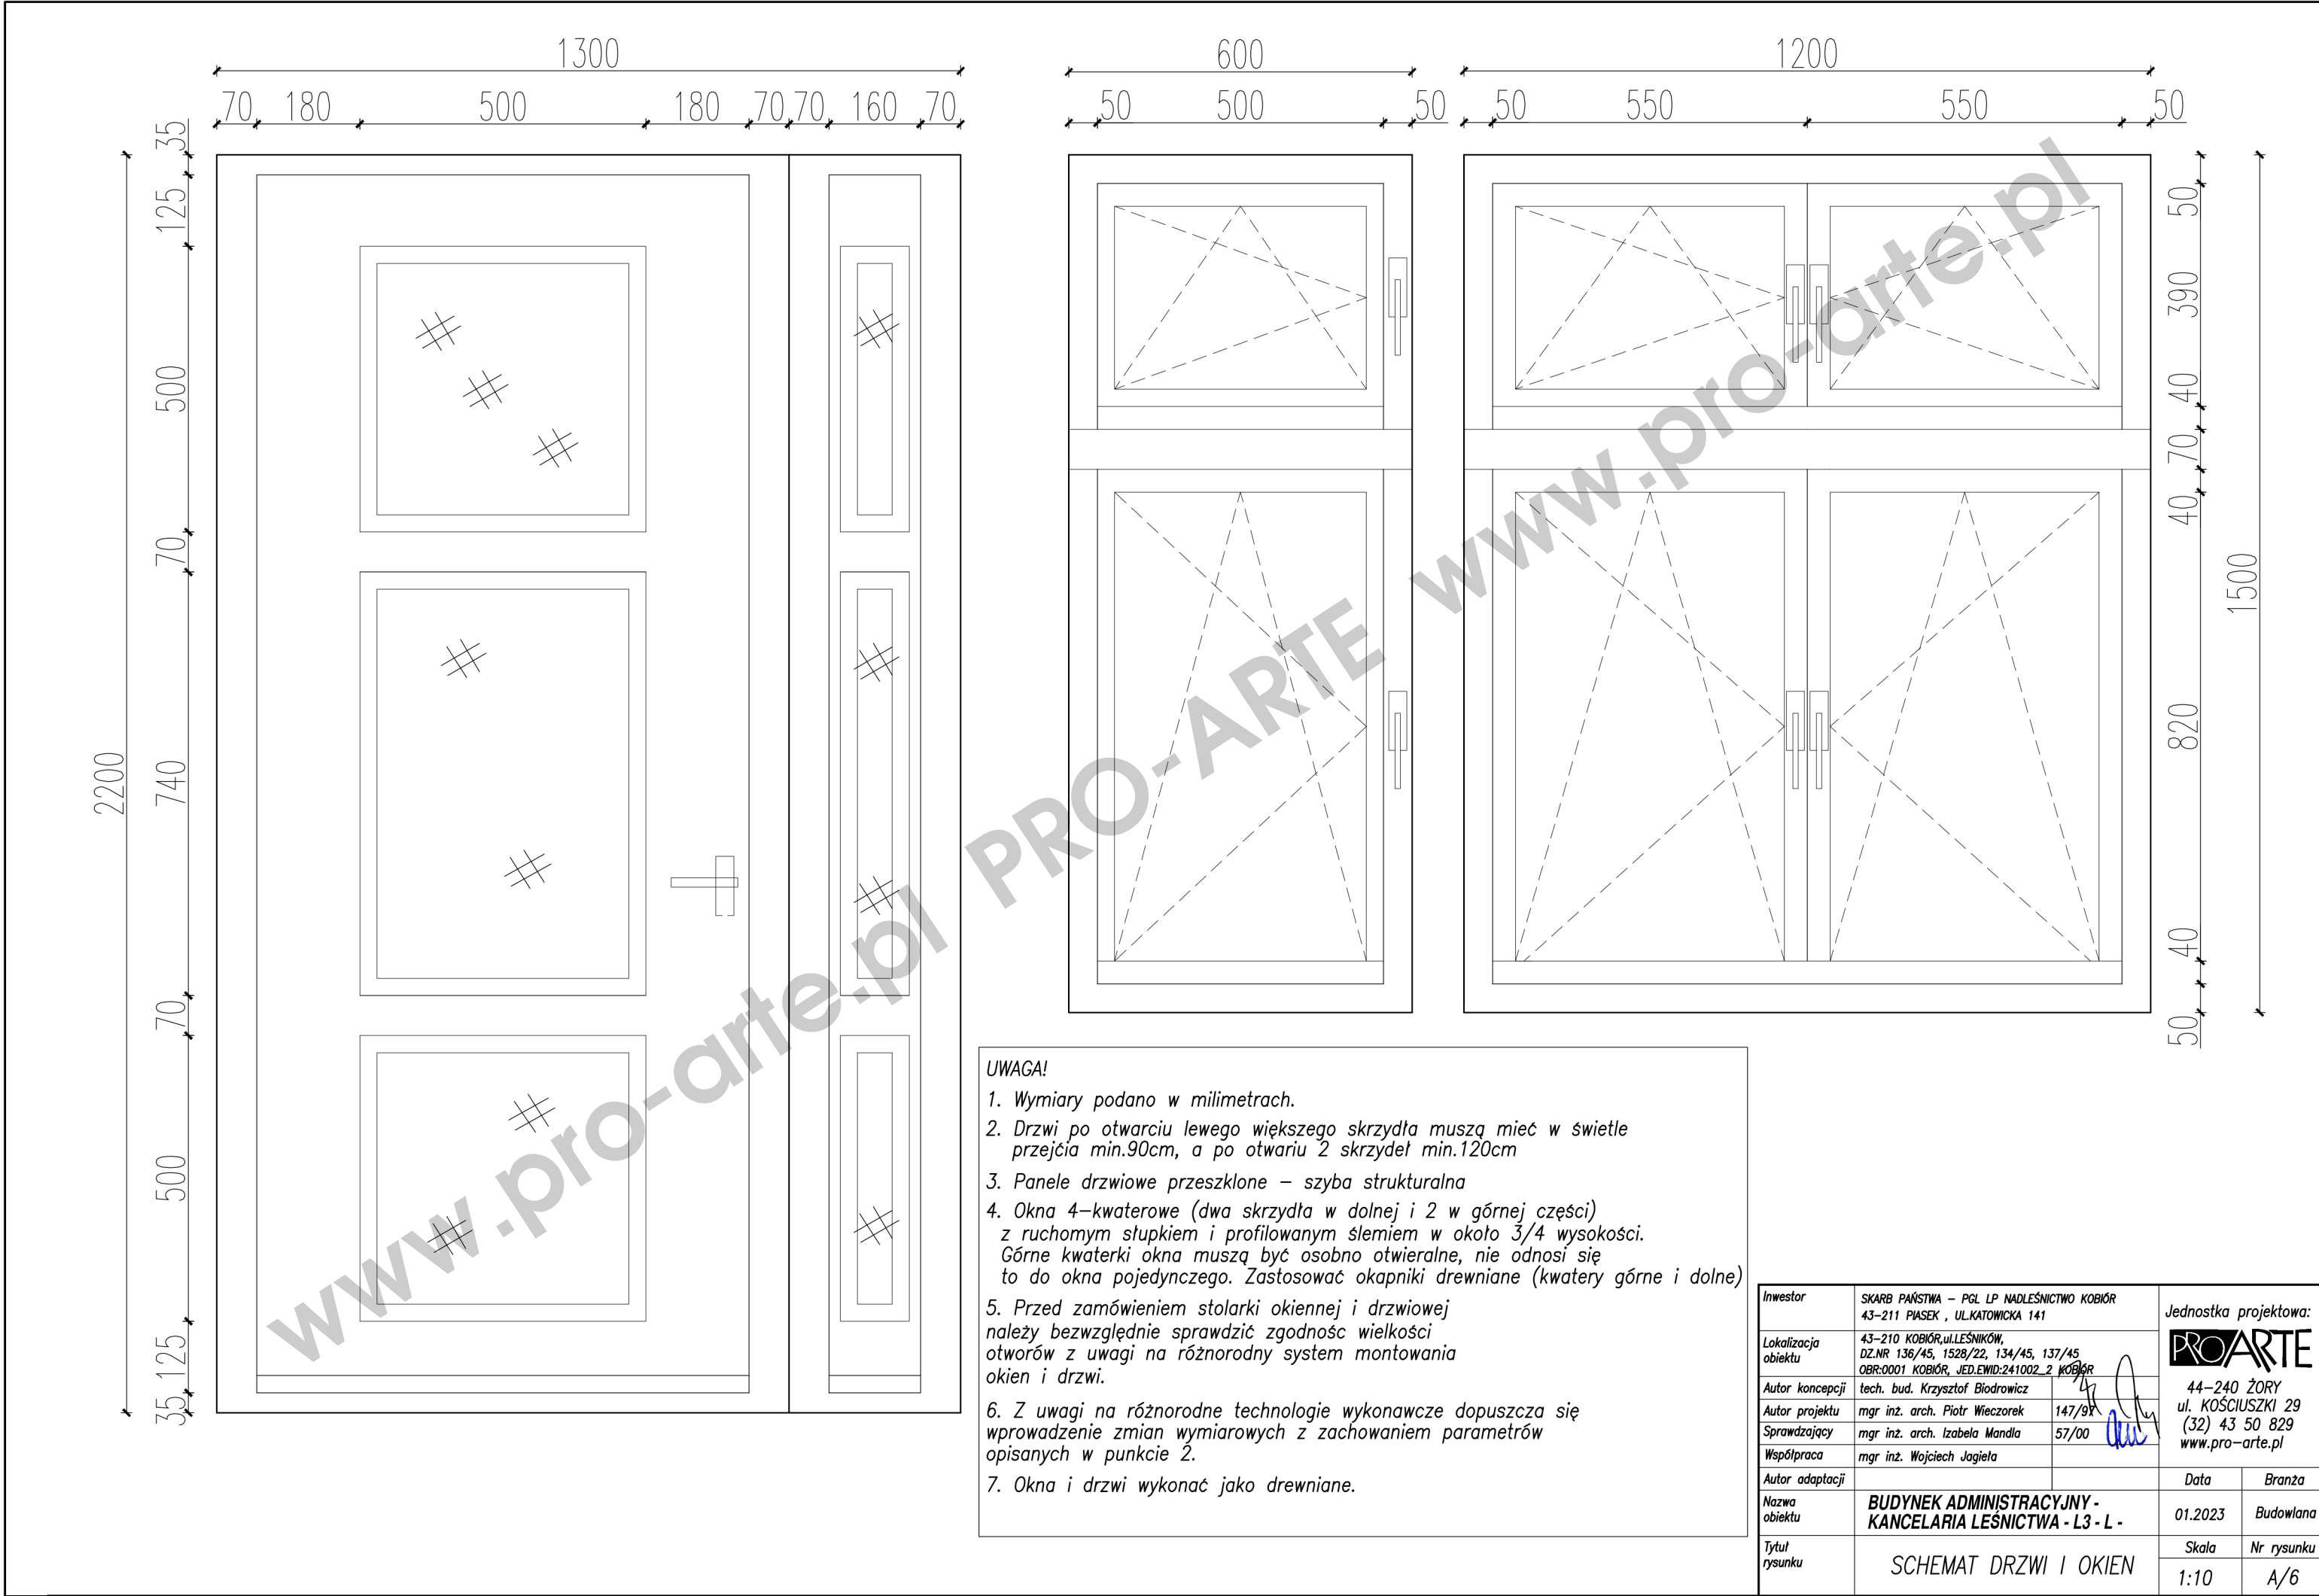 1300
70 180 500 180 70 70 160 70
600
50 500 50
1200
50 550 550 50
2200
35
125
500
70
740
70
500
125
35
50
390
40
70
40
820
40
50
1500
www.pro-arte.pl PRO-ARTE www.pro-arte.pl
UWAGA!
1. Wymiary podano w milimetrach.
2. Drzwi po otwarciu lewego większego skrzydła muszą mieć w świetle
przejćia min.90cm, a po otwariu 2 skrzydeł min.120cm
3. Panele drzwiowe przeszklone – szyba strukturalna
4. Okna 4–kwaterowe (dwa skrzydła w dolnej i 2 w górnej części)
z ruchomym słupkiem i profilowanym ślemiem w około 3/4 wysokości.
Górne kwaterki okna muszą być osobno otwieralne, nie odnosi się
to do okna pojedynczego. Zastosować okapniki drewniane (kwatery górne i dolne)
5. Przed zamówieniem stolarki okiennej i drzwiowej
należy bezwzględnie sprawdzić zgodnośc wielkości
otworów z uwagi na różnorodny system montowania
okien i drzwi.
6. Z uwagi na różnorodne technologie wykonawcze dopuszcza się
wprowadzenie zmian wymiarowych z zachowaniem parametrów
opisanych w punkcie 2.
7. Okna i drzwi wykonać jako drewniane.
Inwestor
SKARB PAŃSTWA – PGL LP NADLEŚNICTWO KOBIÓR
43–211 PIASEK , UL.KATOWICKA 141
Lokalizacja
obiektu
43–210 KOBIÓR,ul.LEŚNIKÓW,
DZ.NR 136/45, 1528/22, 134/45, 137/45
OBR:0001 KOBIÓR, JED.EWID:241002_2 KOBIÓR
Autor koncepcji tech. bud. Krzysztof Biodrowicz
Autor projektu mgr inż. arch. Piotr Wieczorek 147/97
Sprawdzający mgr inż. arch. Izabela Mandla 57/00
Współpraca mgr inż. Wojciech Jagieła
Autor adaptacji
Nazwa
obiektu
BUDYNEK ADMINISTRACYJNY -
KANCELARIA LEŚNICTWA - L3 - L -
Tytuł
rysunku
SCHEMAT DRZWI I OKIEN
Jednostka projektowa:
PRO ARTE
44–240 ŻORY
ul. KOŚCIUSZKI 29
(32) 43 50 829
www.pro–arte.pl
Data Branża
01.2023 Budowlana
Skala Nr rysunku
1:10 A/6